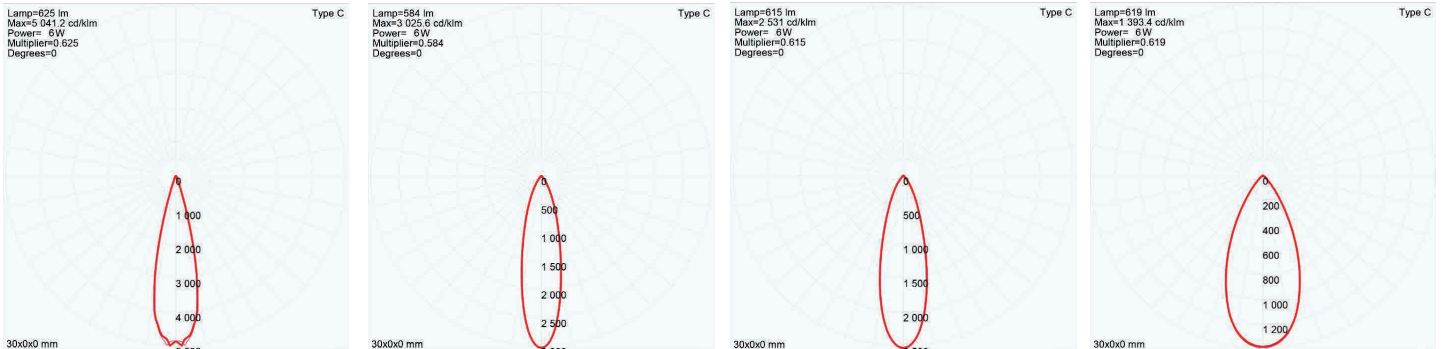 Lamp=625 lm
Max=5 041.2 cd/klm
Power= 6W
Multiplier=0.625
Degrees=0
Type C
0
1 000
2 000
3 000
4 000
30x0x0 mm
Lamp=584 lm
Max=3 025.6 cd/klm
Power= 6W
Multiplier=0.584
Degrees=0
Type C
0
500
1 000
1 500
2 000
2 500
30x0x0 mm
Lamp=615 lm
Max=2 531 cd/klm
Power= 6W
Multiplier=0.615
Degrees=0
Type C
0
500
1 000
1 500
2 000
30x0x0 mm
Lamp=619 lm
Max=1 393.4 cd/klm
Power= 6W
Multiplier=0.619
Degrees=0
Type C
0
200
400
600
800
1 000
1 200
30x0x0 mm